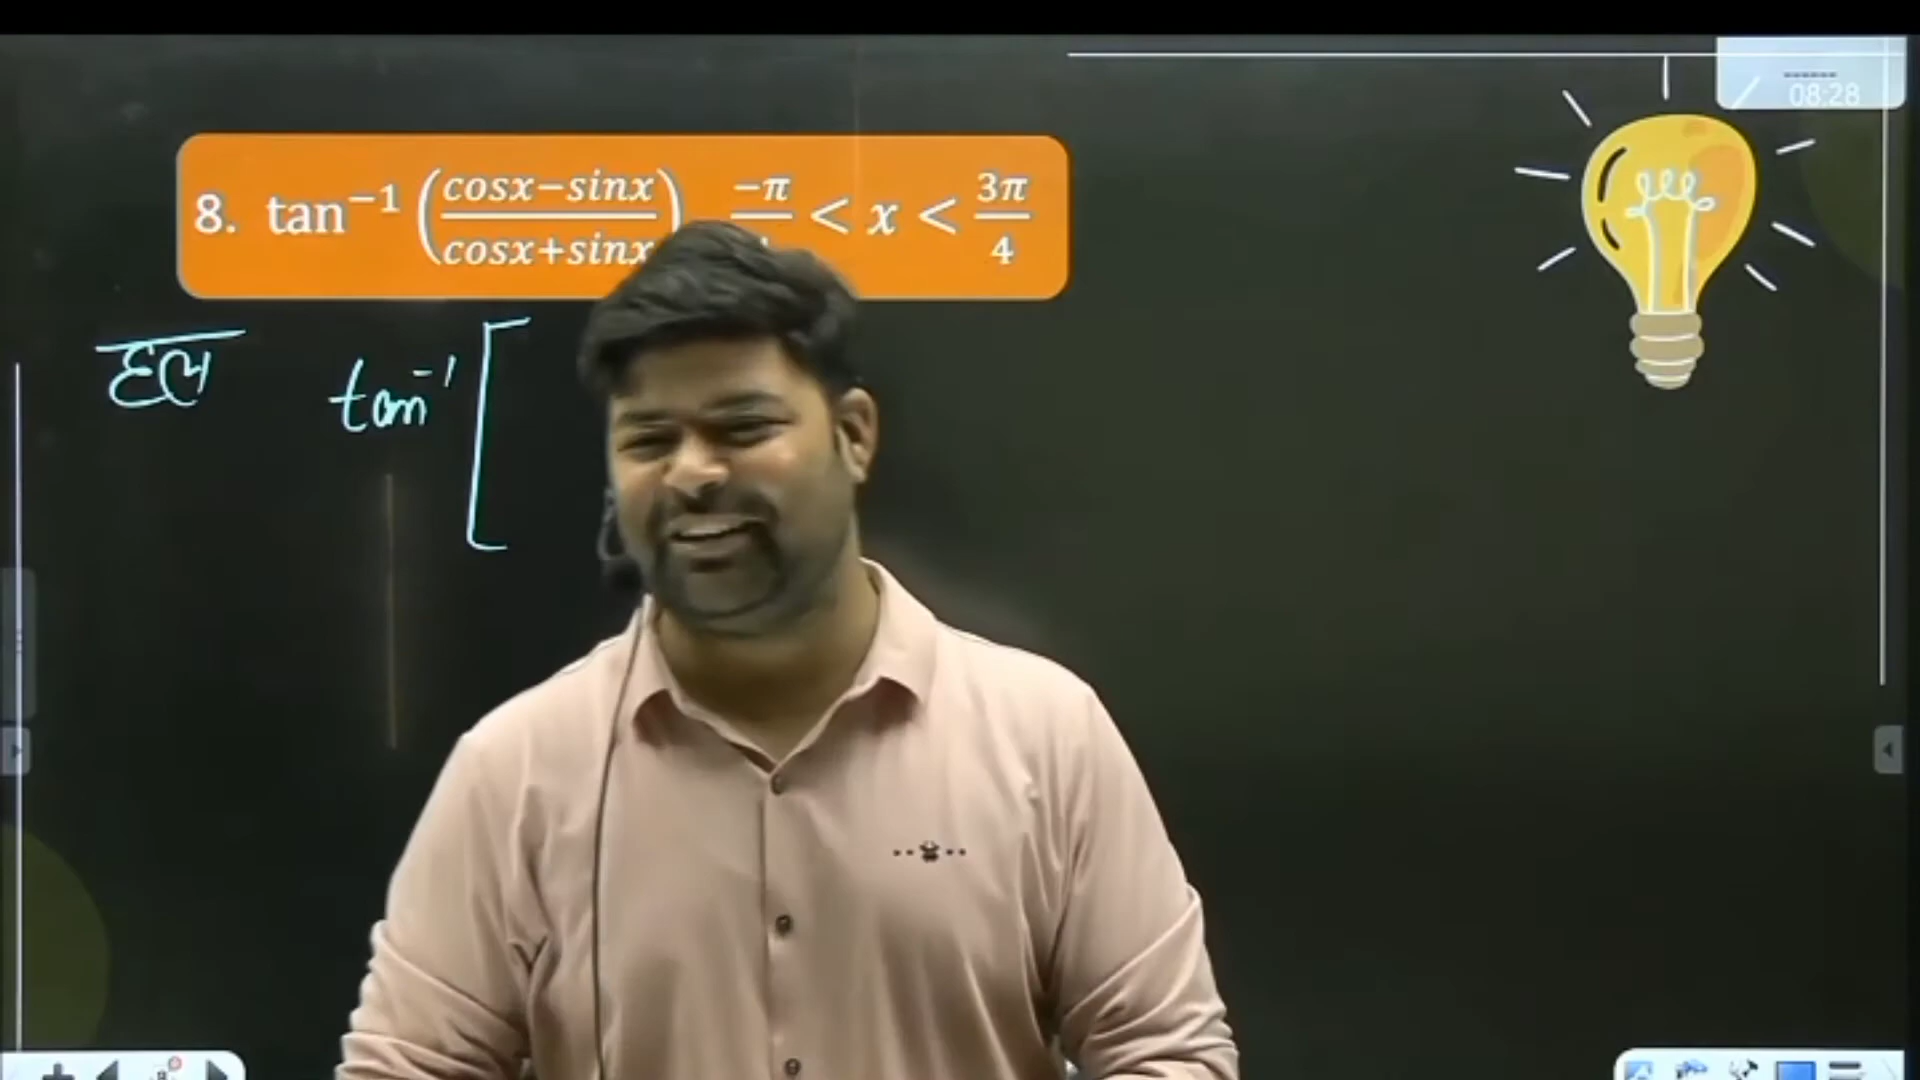 08:28
8. tan⁻¹ (cosx−sinx / cosx+sinx) −π < x < 3π/4
हल tan⁻¹ [